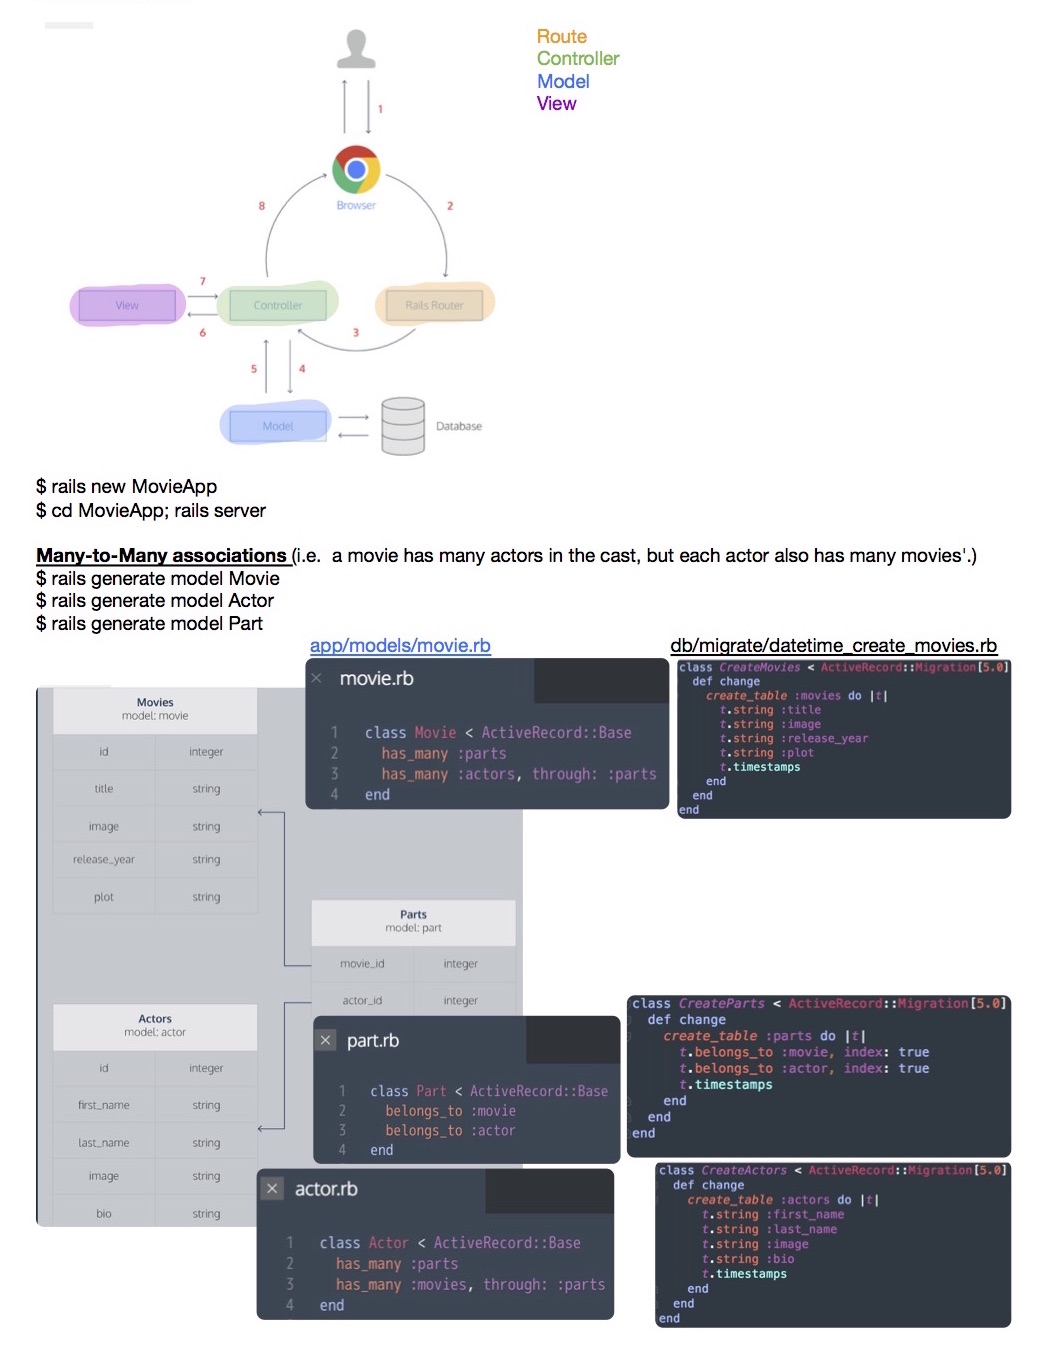 Route
Controller
Model
View
1
Browser
8
2
7
View
Controller
Rails Router
6
3
5
4
Model
Database
$ rails new MovieApp
$ cd MovieApp; rails server
Many-to-Many associations (i.e.  a movie has many actors in the cast, but each actor also has many movies'.)
$ rails generate model Movie
$ rails generate model Actor
$ rails generate model Part
app/models/movie.rb
db/migrate/datetime_create_movies.rb
Movies
model: movie
id integer
title string
image string
release_year string
plot string
× movie.rb
1 class Movie < ActiveRecord::Base
2   has_many :parts
3   has_many :actors, through: :parts
4 end
class CreateMovies < ActiveRecord::Migration[5.0]
  def change
    create_table :movies do |t|
      t.string :title
      t.string :image
      t.string :release_year
      t.string :plot
      t.timestamps
    end
  end
end
Parts
model: part
movie_id integer
actor_id integer
× part.rb
1 class Part < ActiveRecord::Base
2   belongs_to :movie
3   belongs_to :actor
4 end
class CreateParts < ActiveRecord::Migration[5.0]
  def change
    create_table :parts do |t|
      t.belongs_to :movie, index: true
      t.belongs_to :actor, index: true
      t.timestamps
    end
  end
end
Actors
model: actor
id integer
first_name string
last_name string
image string
bio string
× actor.rb
1 class Actor < ActiveRecord::Base
2   has_many :parts
3   has_many :movies, through: :parts
4 end
class CreateActors < ActiveRecord::Migration[5.0]
  def change
    create_table :actors do |t|
      t.string :first_name
      t.string :last_name
      t.string :image
      t.string :bio
      t.timestamps
    end
  end
end